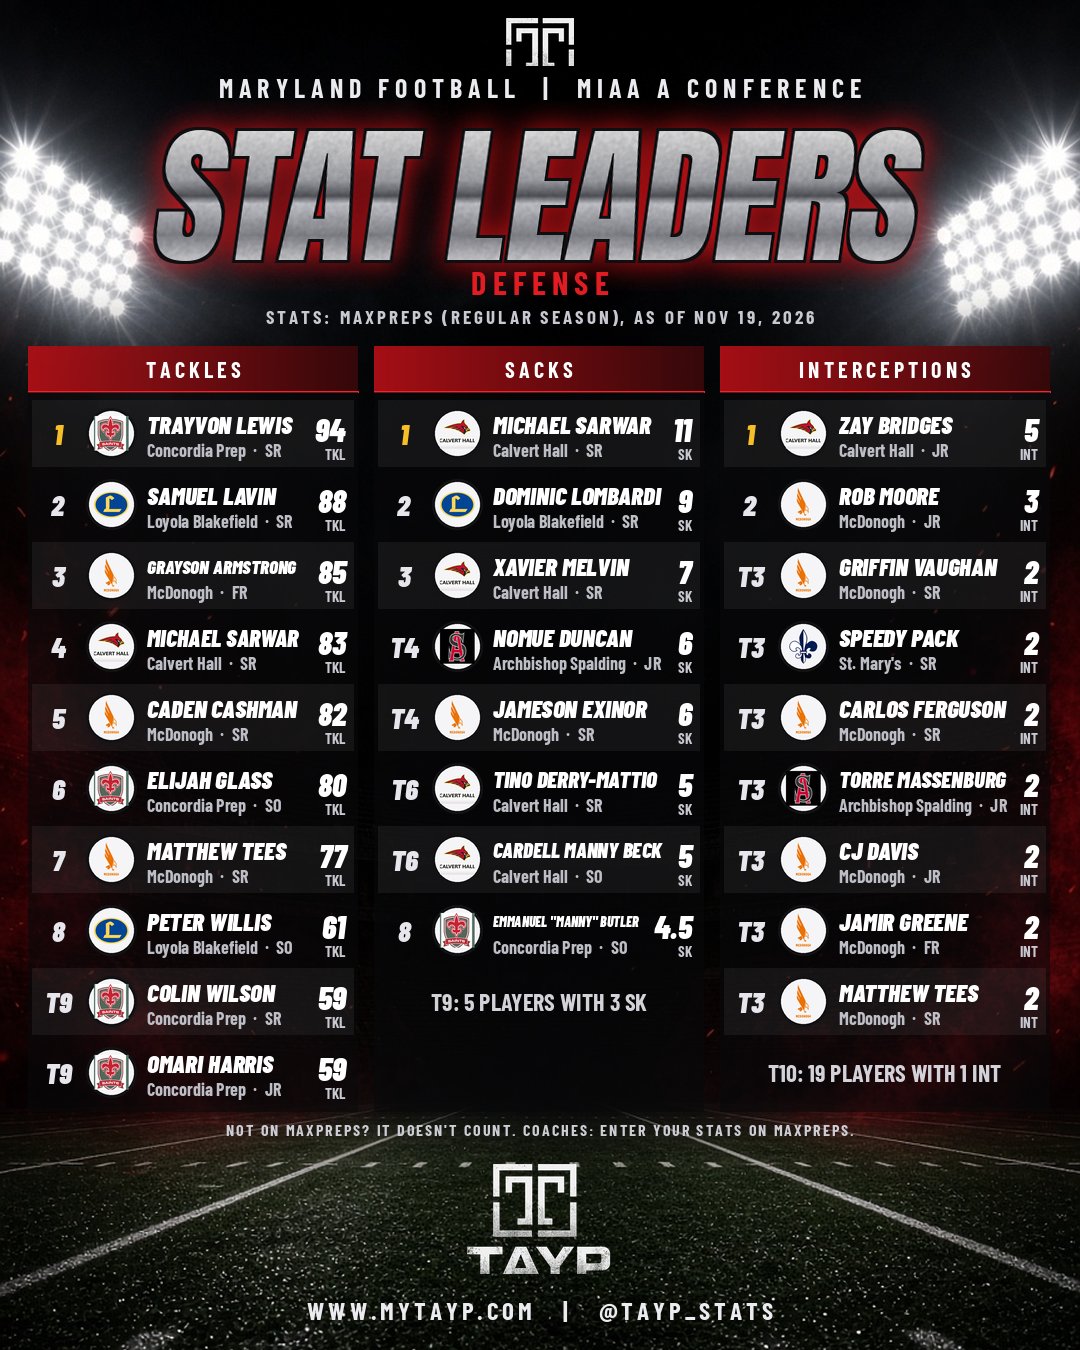 MARYLAND FOOTBALL | MIAA A CONFERENCE
STAT LEADERS
DEFENSE
STATS: MAXPREPS (REGULAR SEASON), AS OF NOV 19, 2026
TACKLES
1 TRAYVON LEWIS 94
Concordia Prep · SR TKL
2 SAMUEL LAVIN 88
Loyola Blakefield · SR TKL
3 GRAYSON ARMSTRONG 85
McDonogh · FR TKL
4 MICHAEL SARWAR 83
Calvert Hall · SR TKL
5 CADEN CASHMAN 82
McDonogh · SR TKL
6 ELIJAH GLASS 80
Concordia Prep · SO TKL
7 MATTHEW TEES 77
McDonogh · SR TKL
8 PETER WILLIS 61
Loyola Blakefield · SO TKL
T9 COLIN WILSON 59
Concordia Prep · SR TKL
T9 OMARI HARRIS 59
Concordia Prep · JR TKL
SACKS
1 MICHAEL SARWAR 11
Calvert Hall · SR SK
2 DOMINIC LOMBARDI 9
Loyola Blakefield · SR SK
3 XAVIER MELVIN 7
Calvert Hall · SR SK
T4 NOMUE DUNCAN 6
Archbishop Spalding · JR SK
T4 JAMESON EXINOR 6
McDonogh · SR SK
T6 TINO DERRY-MATTIO 5
Calvert Hall · SR SK
T6 CARDELL MANNY BECK 5
Calvert Hall · SO SK
8 EMMANUEL "MANNY" BUTLER 4.5
Concordia Prep · SO SK
T9: 5 PLAYERS WITH 3 SK
INTERCEPTIONS
1 ZAY BRIDGES 5
Calvert Hall · JR INT
2 ROB MOORE 3
McDonogh · JR INT
T3 GRIFFIN VAUGHAN 2
McDonogh · SR INT
T3 SPEEDY PACK 2
St. Mary's · SR INT
T3 CARLOS FERGUSON 2
McDonogh · SR INT
T3 TORRE MASSENBURG 2
Archbishop Spalding · JR INT
T3 CJ DAVIS 2
McDonogh · JR INT
T3 JAMIR GREENE 2
McDonogh · FR INT
T3 MATTHEW TEES 2
McDonogh · SR INT
T10: 19 PLAYERS WITH 1 INT
NOT ON MAXPREPS? IT DOESN'T COUNT. COACHES: ENTER YOUR STATS ON MAXPREPS.
TAYP
WWW.MYTAYP.COM | @TAYP_STATS